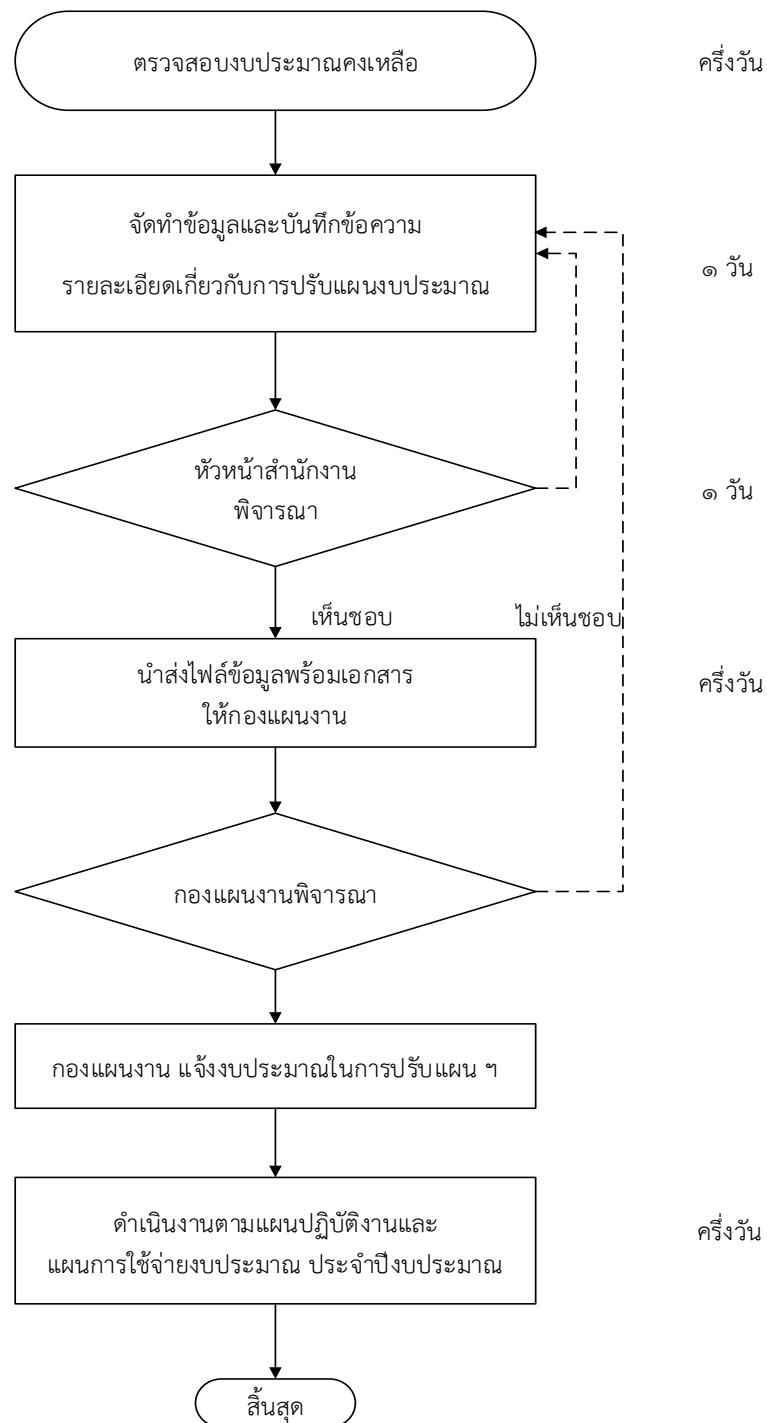 ตรวจสอบงบประมาณคงเหลือ
ครึ่งวัน
จัดทำข้อมูลและบันทึกข้อความ
รายละเอียดเกี่ยวกับการปรับแผนงบประมาณ
๑ วัน
หัวหน้าสำนักงาน
พิจารณา
๑ วัน
เห็นชอบ
ไม่เห็นชอบ
นำส่งไฟล์ข้อมูลพร้อมเอกสาร
ให้กองแผนงาน
ครึ่งวัน
กองแผนงานพิจารณา
กองแผนงาน แจ้งงบประมาณในการปรับแผน ฯ
ดำเนินงานตามแผนปฏิบัติงานและ
แผนการใช้จ่ายงบประมาณ ประจำปีงบประมาณ
ครึ่งวัน
สิ้นสุด